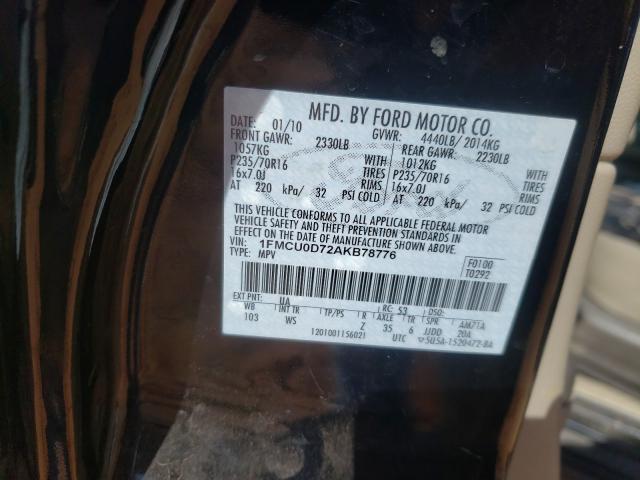 MFD. BY FORD MOTOR CO.
DATE: 01/10 GVWR: 4440LB/ 2014KG
FRONT GAWR: 2330LB REAR GAWR: 2230LB
1057KG WITH 1012KG WITH
P235/70R16 TIRES P235/70R16 TIRES
16x7.0J RIMS 16x7.0J RIMS
AT 220 kPa/ 32 PSI COLD AT 220 kPa/ 32 PSI COLD
THIS VEHICLE CONFORMS TO ALL APPLICABLE FEDERAL MOTOR
VEHICLE SAFETY AND THEFT PREVENTION STANDARDS IN EFFECT
ON THE DATE OF MANUFACTURE SHOWN ABOVE.
VIN: 1FMCU0D72AKB78776 F0100
TYPE: MPV T0292
EXT PNT: UA RC: 53 DSO:
WB INT TR TP/PS R AXLE TR SPR AM7TA
103 WS Z 35 6 JJDD 20A
1201001156021 UTC 5U5A-1520472-BA